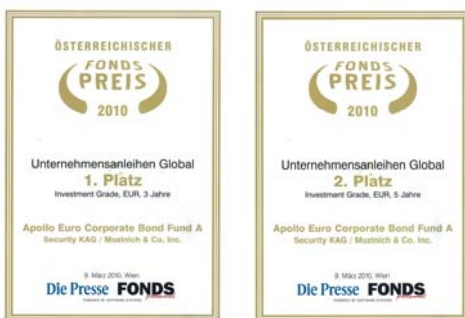 ÖSTERREICHISCHER
FONDS
PREIS
2010
Unternehmensanleihen Global
1. Platz
Investment Grade, EUR, 3 Jahre
Apollo Euro Corporate Bond Fund A
Security KAG / Muzinich & Co. Inc.
9. März 2010, Wien
Die Presse FONDS
ÖSTERREICHISCHER
FONDS
PREIS
2010
Unternehmensanleihen Global
2. Platz
Investment Grade, EUR, 5 Jahre
Apollo Euro Corporate Bond Fund A
Security KAG / Muzinich & Co. Inc.
9. März 2010, Wien
Die Presse FONDS